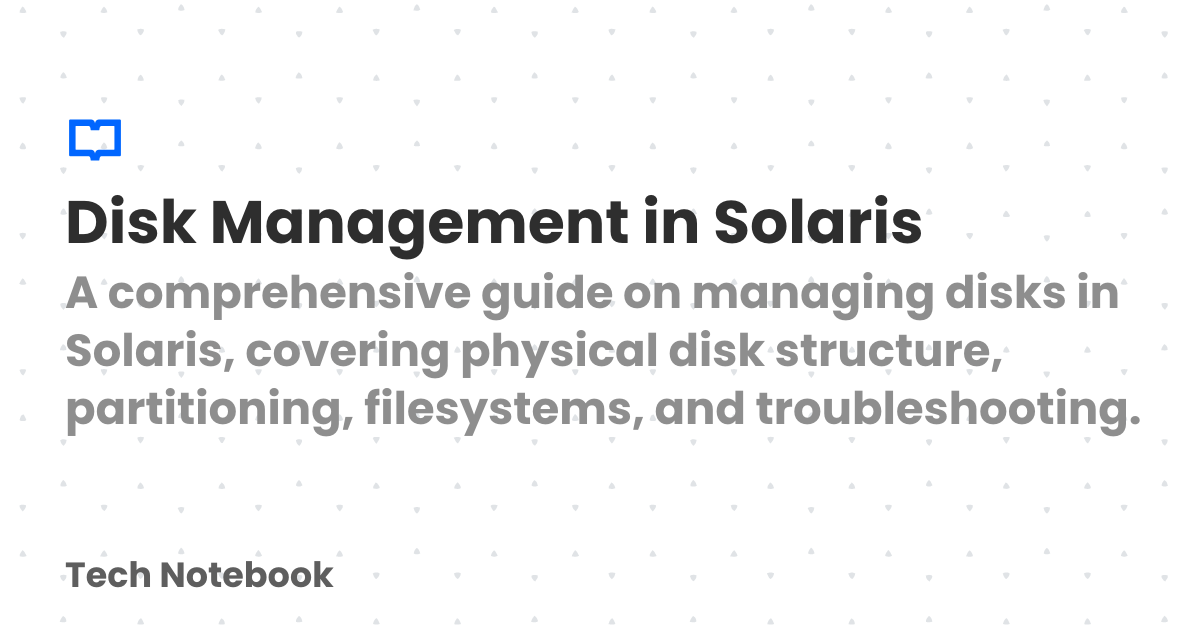 Disk Management in Solaris
A comprehensive guide on managing disks in
Solaris, covering physical disk structure,
partitioning, filesystems, and troubleshooting.
Tech Notebook